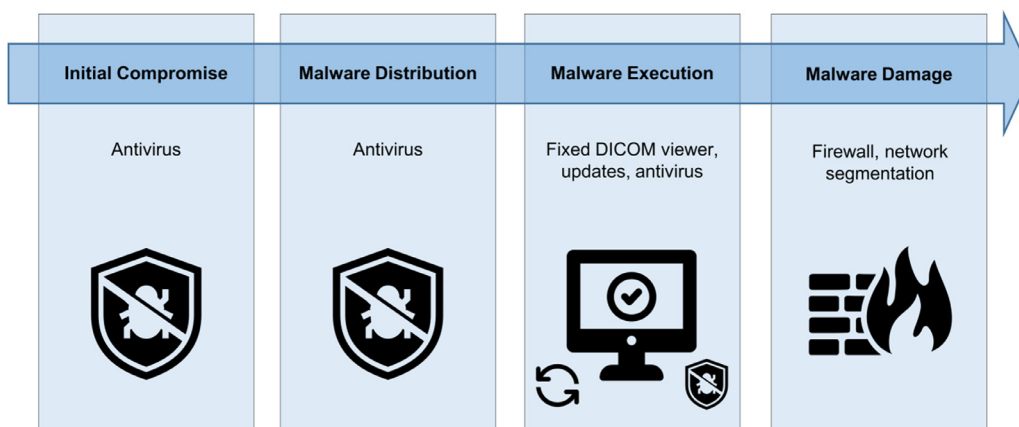 Initial Compromise
Malware Distribution
Malware Execution
Malware Damage
Antivirus
Antivirus
Fixed DICOM viewer,
updates, antivirus
Firewall, network
segmentation